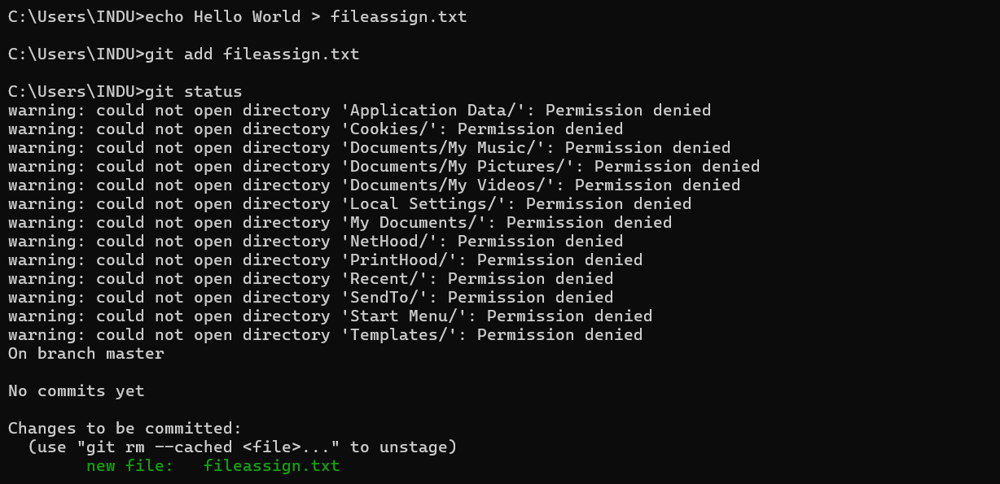 C:\Users\INDU>echo Hello World > fileassign.txt
C:\Users\INDU>git add fileassign.txt
C:\Users\INDU>git status
warning: could not open directory 'Application Data/': Permission denied
warning: could not open directory 'Cookies/': Permission denied
warning: could not open directory 'Documents/My Music/': Permission denied
warning: could not open directory 'Documents/My Pictures/': Permission denied
warning: could not open directory 'Documents/My Videos/': Permission denied
warning: could not open directory 'Local Settings/': Permission denied
warning: could not open directory 'My Documents/': Permission denied
warning: could not open directory 'NetHood/': Permission denied
warning: could not open directory 'PrintHood/': Permission denied
warning: could not open directory 'Recent/': Permission denied
warning: could not open directory 'SendTo/': Permission denied
warning: could not open directory 'Start Menu/': Permission denied
warning: could not open directory 'Templates/': Permission denied
On branch master
No commits yet
Changes to be committed:
  (use "git rm --cached <file>..." to unstage)
        new file:   fileassign.txt